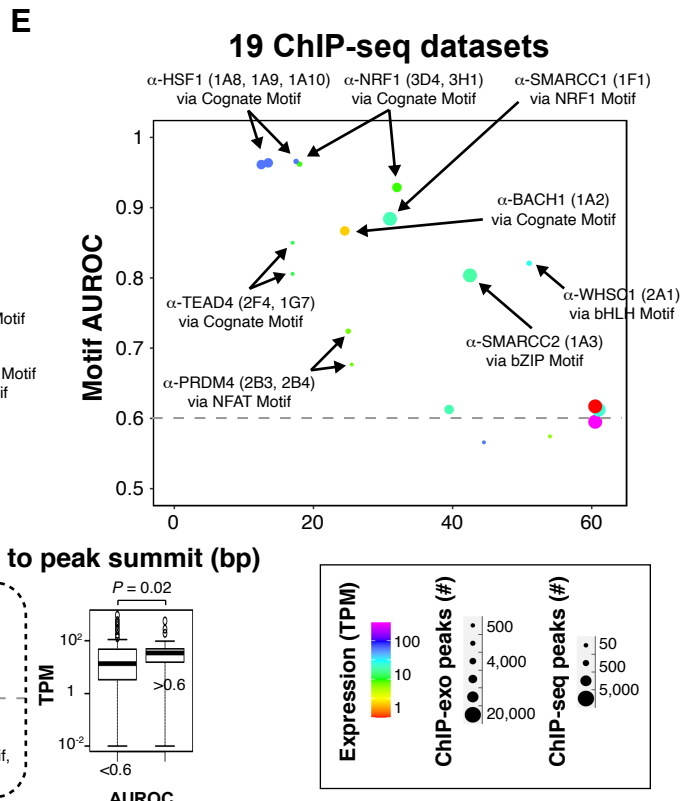 E
19 ChIP-seq datasets
α-HSF1 (1A8, 1A9, 1A10)
via Cognate Motif
α-NRF1 (3D4, 3H1)
via Cognate Motif
α-SMARCC1 (1F1)
via NRF1 Motif
α-BACH1 (1A2)
via Cognate Motif
α-TEAD4 (2F4, 1G7)
via Cognate Motif
α-WHSC1 (2A1)
via bHLH Motif
α-SMARCC2 (1A3)
via bZIP Motif
α-PRDM4 (2B3, 2B4)
via NFAT Motif
Motif AUROC
1
0.9
0.8
0.7
0.6
0.5
0
20
40
60
Motif
to peak summit (bp)
P = 0.02
TPM
10²
1
10⁻²
>0.6
<0.6
AUROC
Expression (TPM)
100
10
1
ChIP-exo peaks (#)
500
4,000
20,000
ChIP-seq peaks (#)
50
500
5,000